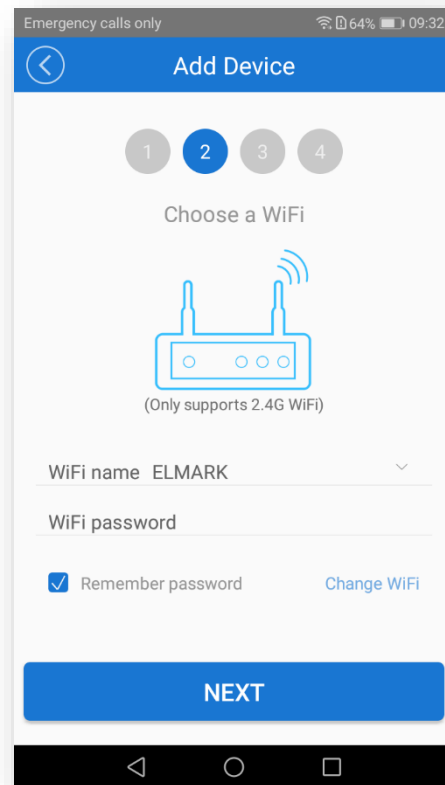 Emergency calls only 64% 09:32
Add Device
1 2 3 4
Choose a WiFi
(Only supports 2.4G WiFi)
WiFi name ELMARK
WiFi password
Remember password Change WiFi
NEXT